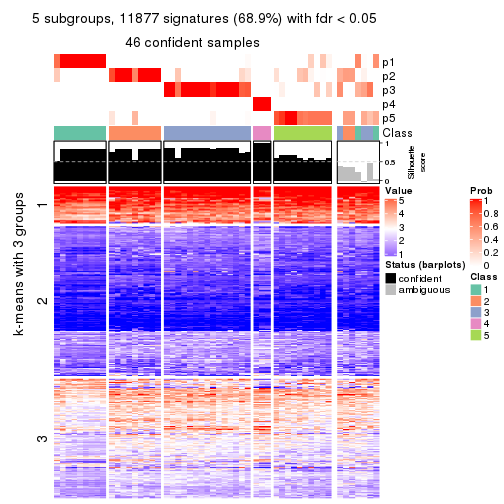 5 subgroups, 11877 signatures (68.9%) with fdr < 0.05
46 confident samples
p1
p2
p3
p4
p5
Class
1
0.5
0
Silhouette
score
k-means with 3 groups
1
2
3
Value
5
4
3
2
1
Status (barplots)
confident
ambiguous
Prob
1
0.8
0.6
0.4
0.2
0
Class
1
2
3
4
5